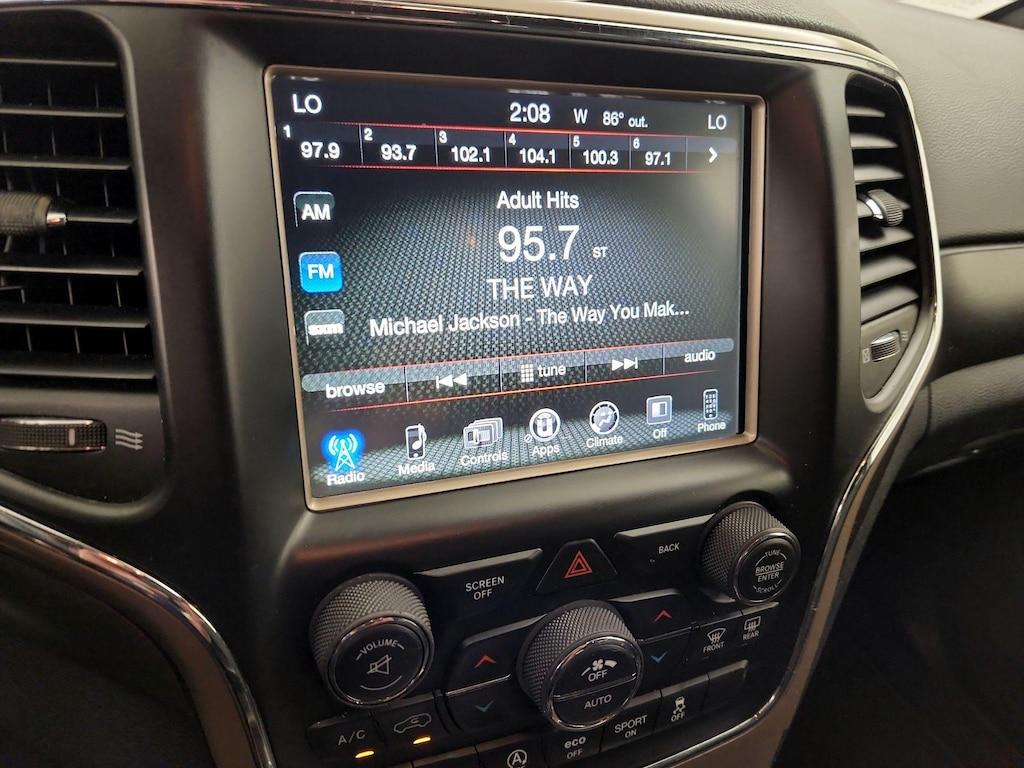 LO 2:08 W 86° out. LO
1 97.9 2 93.7 3 102.1 4 104.1 5 100.3 6 97.1
AM
Adult Hits
95.7 ST
FM
THE WAY
sxm
Michael Jackson - The Way You Mak...
browse tune audio
Radio Media Controls Apps Climate Off Phone
SCREEN OFF
BACK
TUNE
BROWSE
ENTER
SCROLL
VOLUME
OFF
AUTO
FRONT
REAR
A/C
A
eco OFF
SPORT ON
OFF